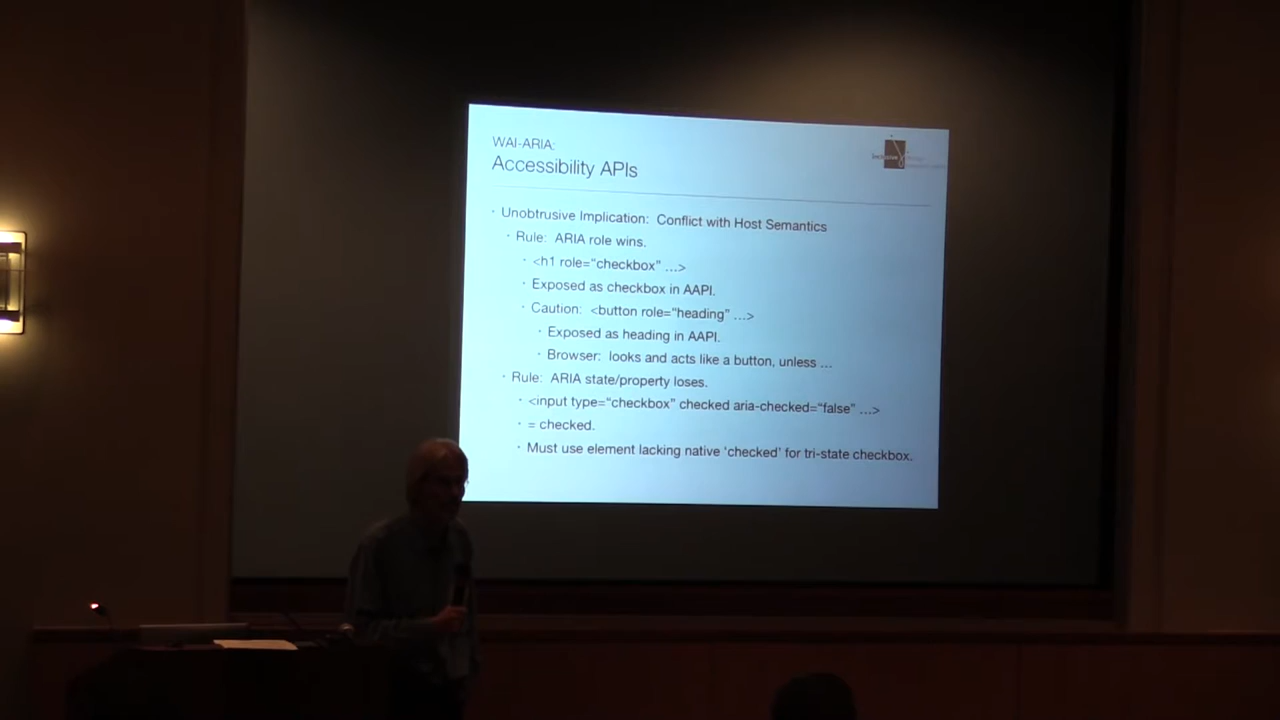 WAI-ARIA:
Accessibility APIs
Inclusive
• Unobtrusive Implication: Conflict with Host Semantics
• Rule: ARIA role wins.
• <h1 role=“checkbox” ...>
• Exposed as checkbox in AAPI.
• Caution: <button role=“heading” ...>
• Exposed as heading in AAPI.
• Browser: looks and acts like a button, unless ...
• Rule: ARIA state/property loses.
• <input type=“checkbox” checked aria-checked=“false” ...>
• = checked.
• Must use element lacking native ‘checked’ for tri-state checkbox.